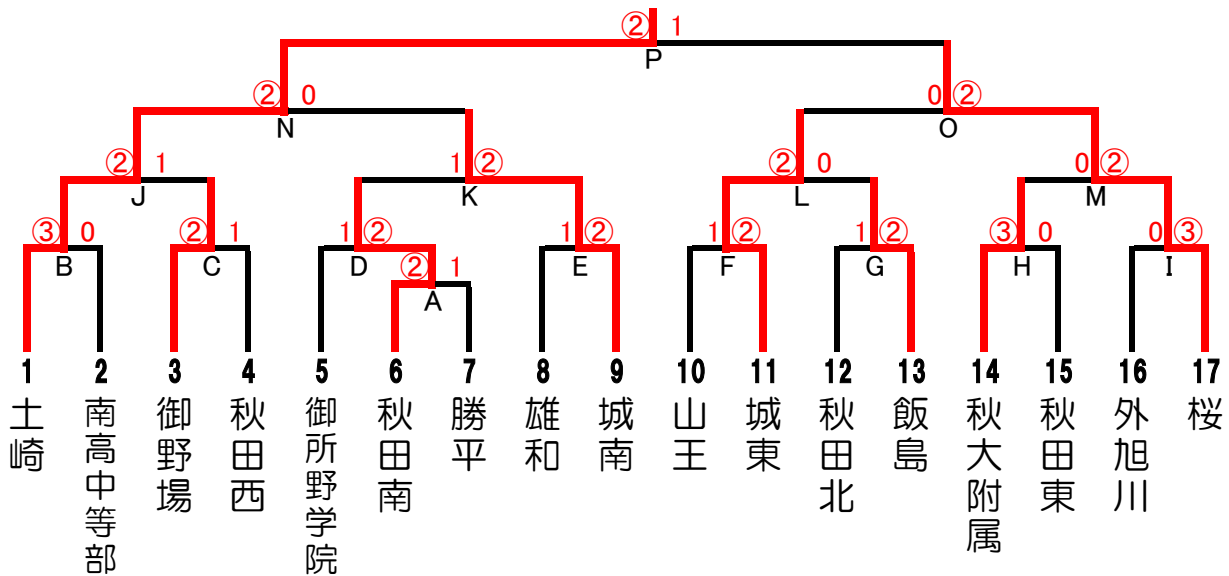 ② 1
P
② 0
N
0 ②
O
② 1
J
1 ②
K
② 0
L
0 ②
M
③ 0
B
② 1
C
1 ②
D
② 1
A
1 ②
E
1 ②
F
1 ②
G
③ 0
H
0 ③
I
1 2 3 4 5 6 7 8 9 10 11 12 13 14 15 16 17
土崎
南高中等部
御野場
秋田西
御所野学院
秋田南
勝平
雄和
城南
山王
城東
秋田北
飯島
秋大附属
秋田東
外旭川
桜